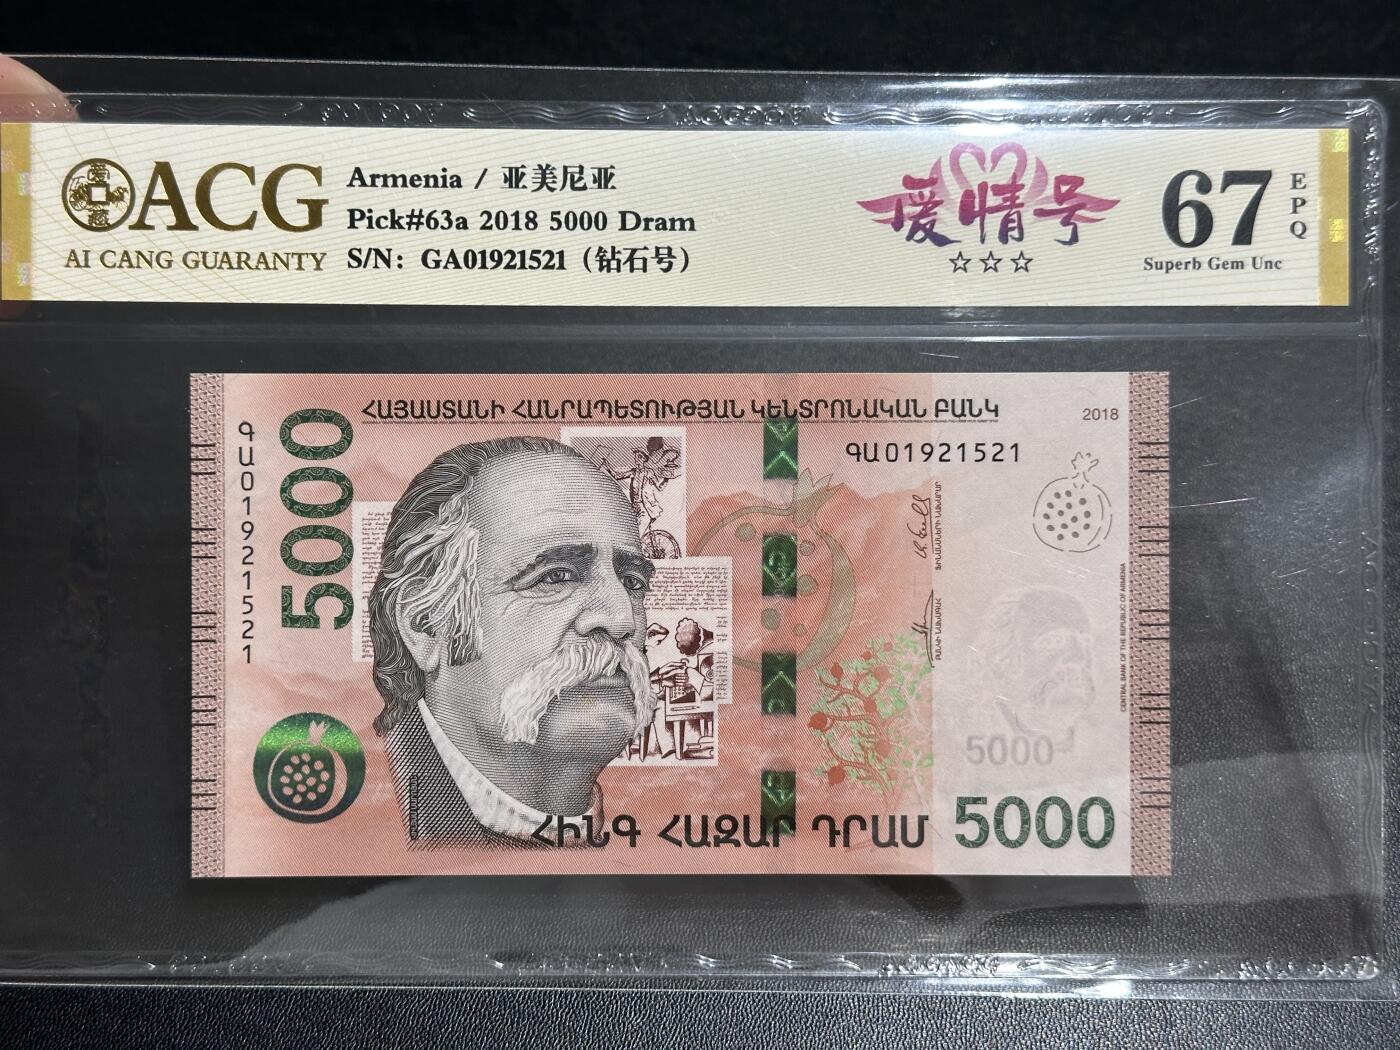 ACG
AI CANG GUARANTY
Armenia / 亚美尼亚
Pick#63a 2018 5000 Dram
S/N: GA01921521 (钻石号)
爱情号
☆☆☆
67
EPQ
Superb Gem Unc
ՀԱՅԱՍՏԱՆԻ ՀԱՆՐԱՊԵՏՈՒԹՅԱՆ ԿԵՆՏՐՈՆԱԿԱՆ ԲԱՆԿ
2018
ԳԱ01921521
ԳԱ01921521
5000
CENTRAL BANK OF THE REPUBLIC OF ARMENIA
5000
ՀԻՆԳ ՀԱԶԱՐ ԴՐԱՄ
5000